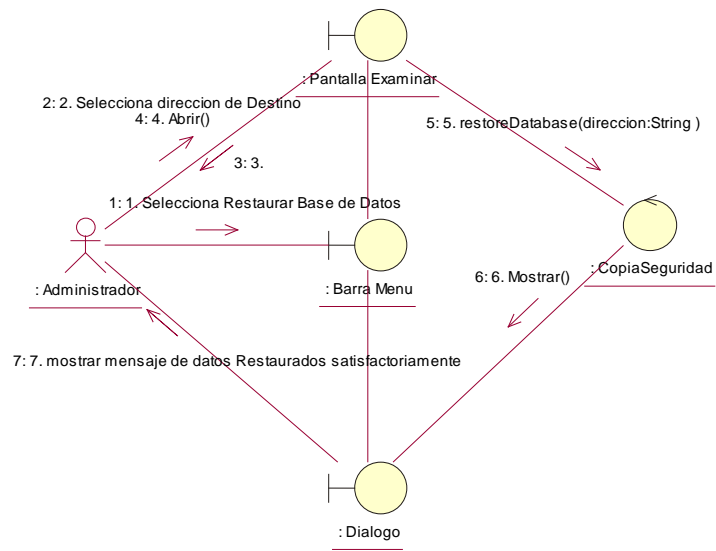 : Pantalla Examinar
2: 2. Selecciona direccion de Destino
4: 4. Abrir()
5: 5. restoreDatabase(direccion:String )
3: 3.
1: 1. Selecciona Restaurar Base de Datos
: Administrador
: Barra Menu
6: 6. Mostrar()
: CopiaSeguridad
7: 7. mostrar mensaje de datos Restaurados satisfactoriamente
: Dialogo